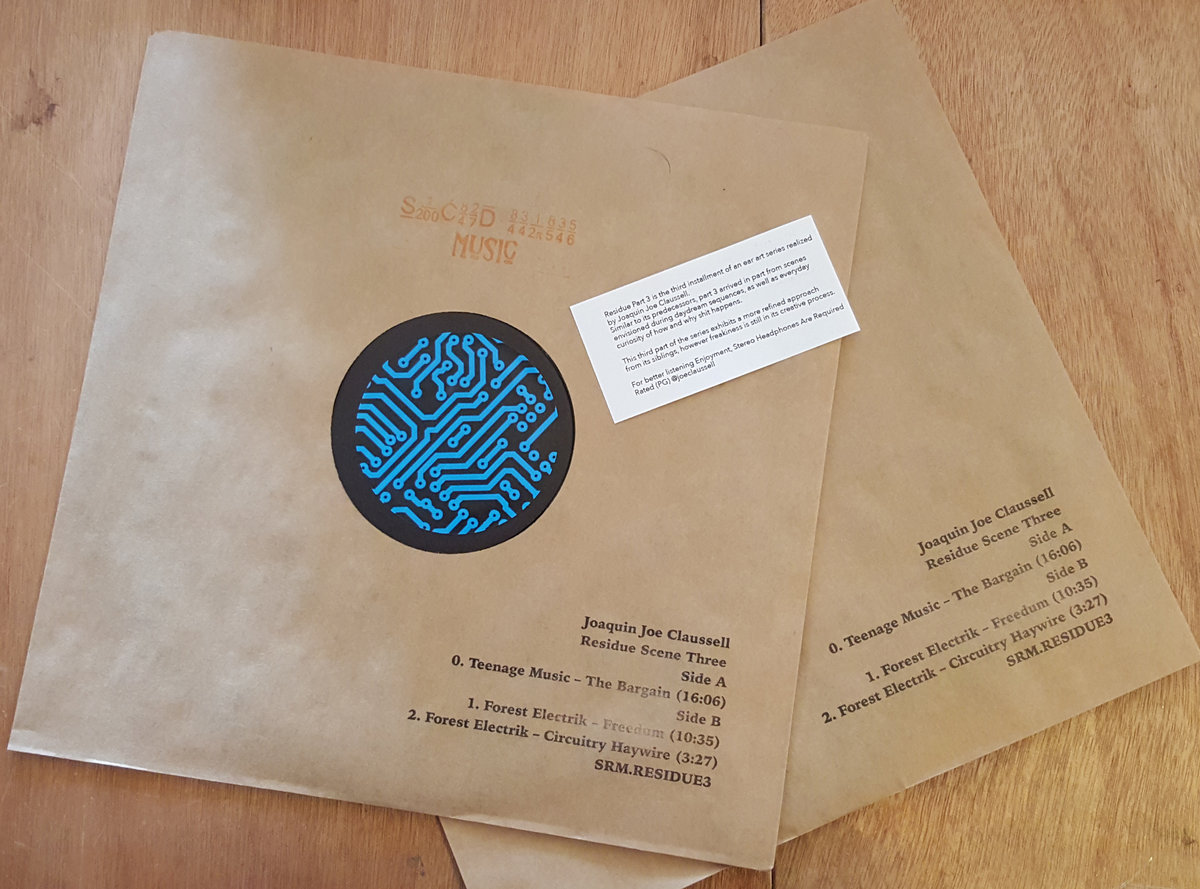 MUSIC
Residue Part 3 is the third installment of an ear art series realized
by Joaquin Joe Claussell.
Similar to its predecessors, part 3 arrived in part from scenes
envisioned during daydream sequences, as well as everyday
curiosity of how and why shit happens.
This third part of the series exhibits a more refined approach
from its siblings, however freakiness is still in its creative process.
For better listening Enjoyment, Stereo Headphones Are Required
Rated (PG) @joeclaussell
Joaquin Joe Claussell
Residue Scene Three
Side A
0. Teenage Music – The Bargain (16:06)
Side B
1. Forest Electrik – Freedum (10:35)
2. Forest Electrik – Circuitry Haywire (3:27)
SRM.RESIDUE3
Joaquin Joe Claussell
Residue Scene Three
Side A
0. Teenage Music – The Bargain (16:06)
Side B
1. Forest Electrik – Freedum (10:35)
2. Forest Electrik – Circuitry Haywire (3:27)
SRM.RESIDUE3